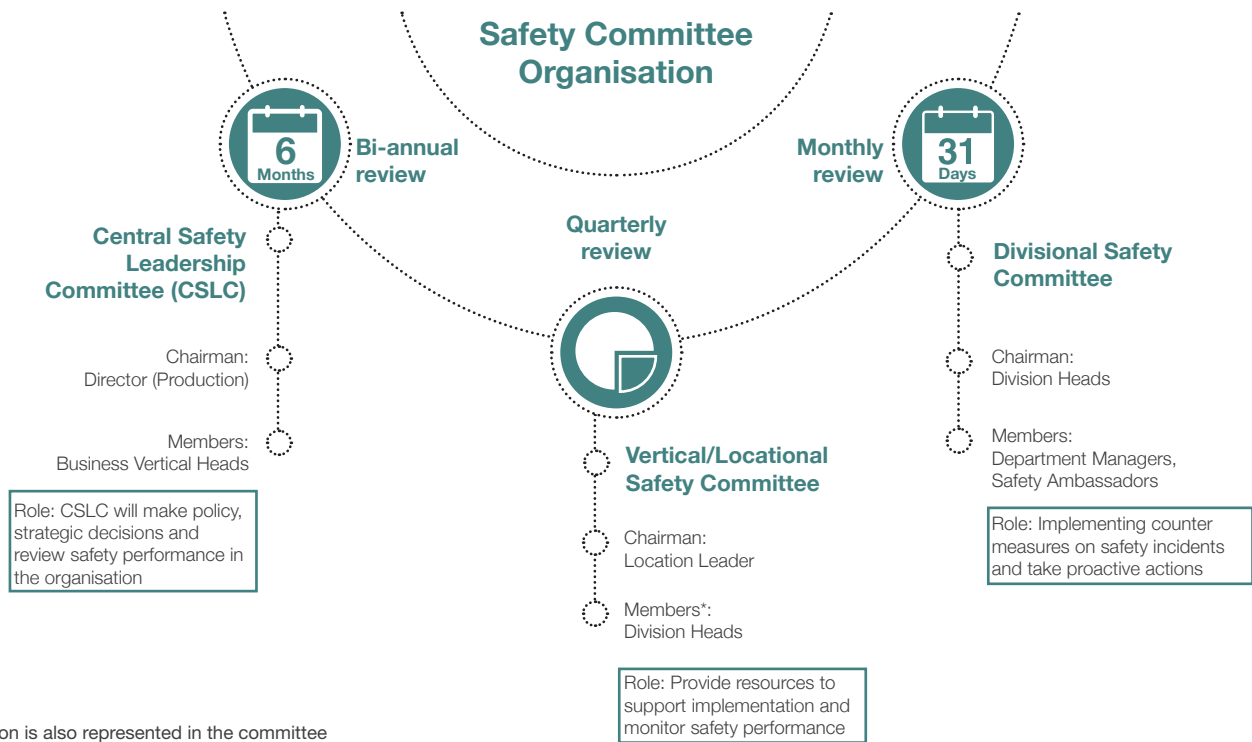 Safety Committee
Organisation
6
Months
Bi-annual
review
Central Safety
Leadership
Committee (CSLC)
Chairman:
Director (Production)
Members:
Business Vertical Heads
Role: CSLC will make policy,
strategic decisions and
review safety performance in
the organisation
Quarterly
review
Vertical/Locational
Safety Committee
Chairman:
Location Leader
Members*:
Division Heads
Role: Provide resources to
support implementation and
monitor safety performance
Monthly
review
31
Days
Divisional Safety
Committee
Chairman:
Division Heads
Members:
Department Managers,
Safety Ambassadors
Role: Implementing counter
measures on safety incidents
and take proactive actions
on is also represented in the committee